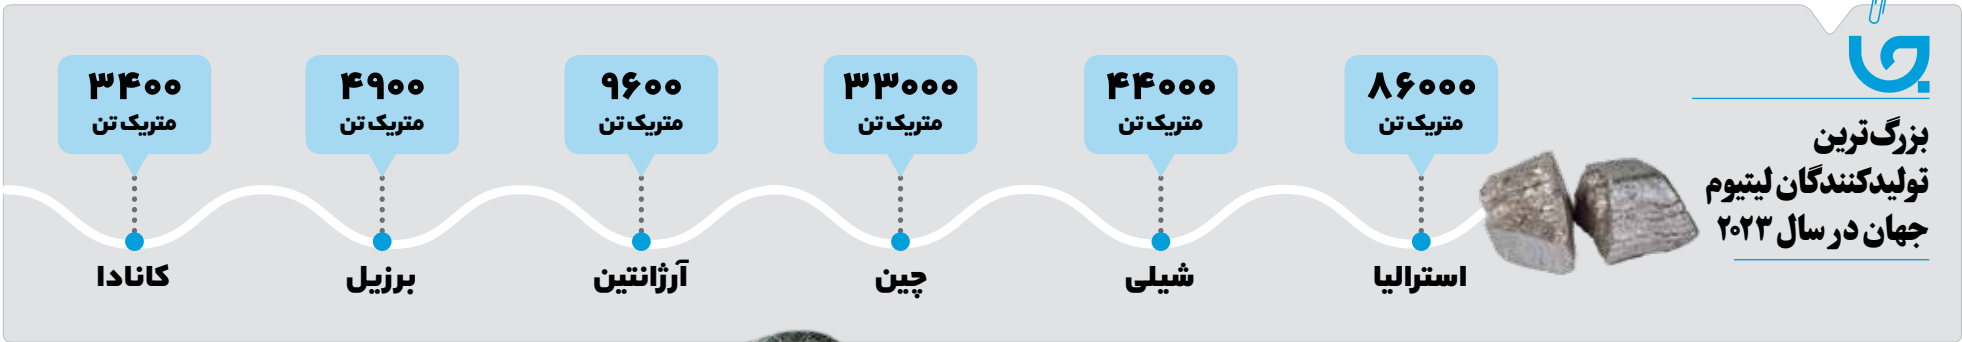 بزرگ‌ترین
تولیدکنندگان لیتیوم
جهان در سال ۲۰۲۳
۸۶۰۰۰
متریک تن
استرالیا
۴۴۰۰۰
متریک تن
شیلی
۳۳۰۰۰
متریک تن
چین
۹۶۰۰
متریک تن
آرژانتین
۴۹۰۰
متریک تن
برزیل
۳۴۰۰
متریک تن
کانادا